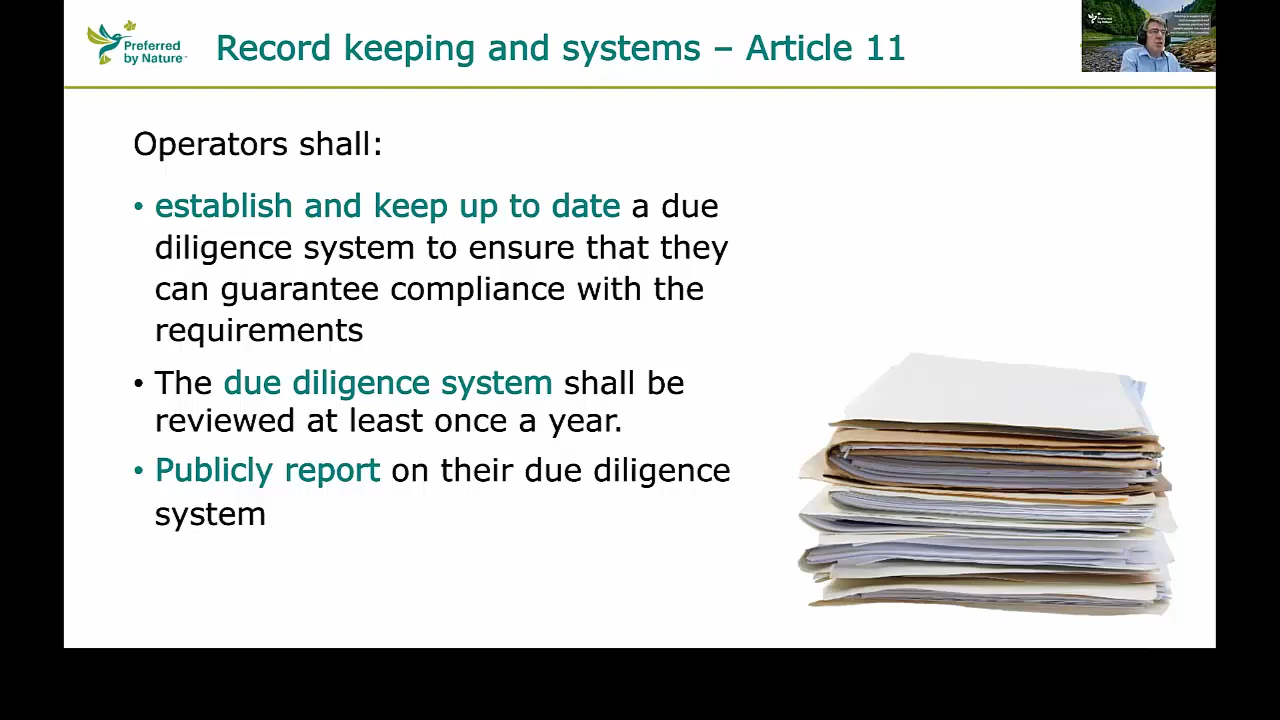 Preferred
by Nature™
Record keeping and systems – Article 11
Operators shall:
• establish and keep up to date a due
diligence system to ensure that they
can guarantee compliance with the
requirements
• The due diligence system shall be
reviewed at least once a year.
• Publicly report on their due diligence
system